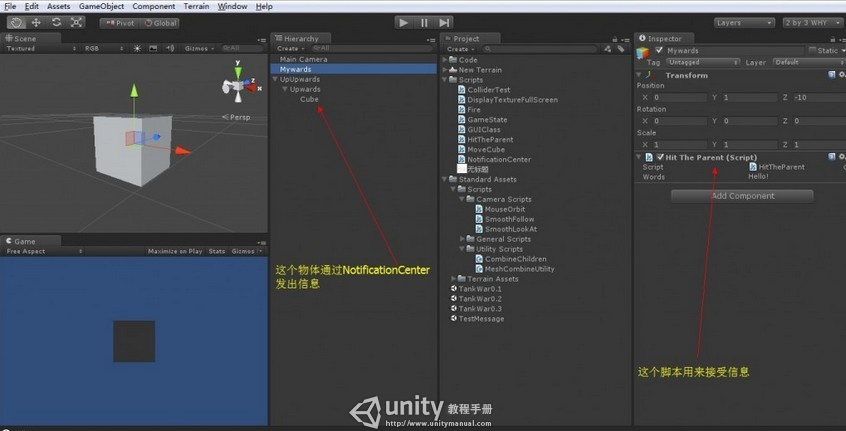 File Edit Assets GameObject Component Terrain Window Help
Pivot Global Layers 2 by 3 WHY
Scene
Textured RGB Gizmos All
y
x
z
Persp
Game
Free Aspect Maximize on Play Stats Gizmos
Hierarchy
Create All
Main Camera
Mywards
UpUpwards
Upwards
Cube
这个物体通过NotificationCenter
发出信息
Project
Create
Code
New Terrain
Scripts
ColliderTest
DisplayTextureFullScreen
Fire
GameState
GUIClass
HitTheParent
MoveCube
NotificationCenter
无标题
Standard Assets
Scripts
Camera Scripts
MouseOrbit
SmoothFollow
SmoothLookAt
General Scripts
Utility Scripts
CombineChildren
MeshCombineUtility
Terrain Assets
TankWar0.1
TankWar0.2
TankWar0.3
TestMessage
Inspector
Mywards Static
Tag Untagged Layer Default
Transform
Position
X 0 Y 1 Z -10
Rotation
X 0 Y 0 Z 0
Scale
X 1 Y 1 Z 1
Hit The Parent (Script)
Script HitTheParent
Words Hello!
Add Component
这个脚本用来接受信息
unity 教程手册
http://www.unitymanual.com